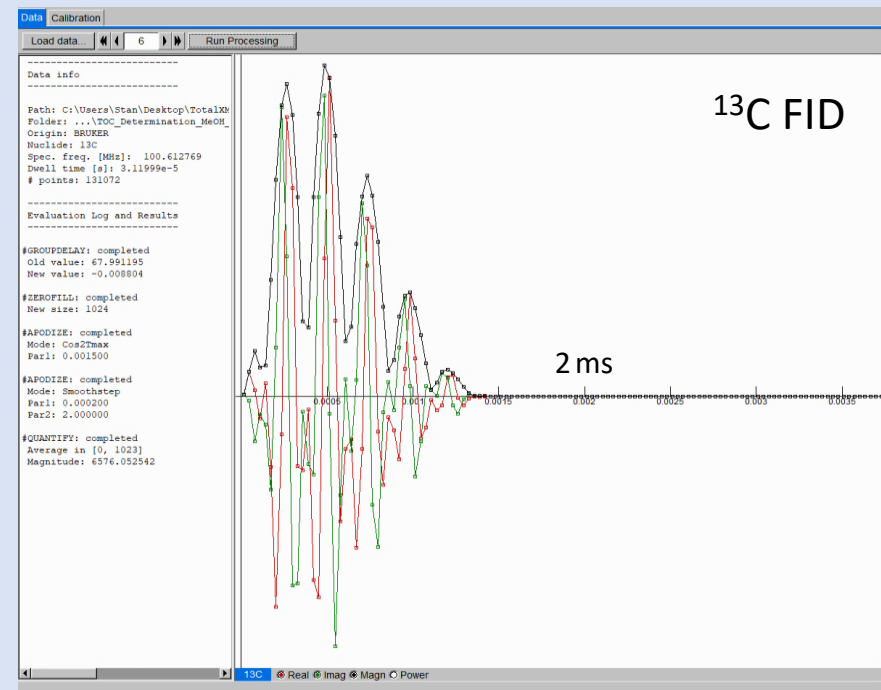 Data Calibration
Load data... 6 Run Processing
--------------------------
Data info
--------------------------
Path: C:\Users\Stan\Desktop\TotalXM
Folder: ...\TOC_Determination_MeOH_
Origin: BRUKER
Nuclide: 13C
Spec. freq. [MHz]: 100.612769
Dwell time [s]: 3.11999e-5
# points: 131072
--------------------------
Evaluation Log and Results
--------------------------
#GROUPDELAY: completed
Old value: 67.991195
New value: -0.008804
#ZEROFILL: completed
New size: 1024
#APODIZE: completed
Mode: Cos2Tmax
Par1: 0.001500
#APODIZE: completed
Mode: Smoothstep
Par1: 0.000200
Par2: 2.000000
#QUANTIFY: completed
Average in [0, 1023]
Magnitude: 6576.052542
¹³C FID
2 ms
0.0005 0.001 0.0015 0.002 0.0025 0.003 0.0035
13C Real Imag Magn Power